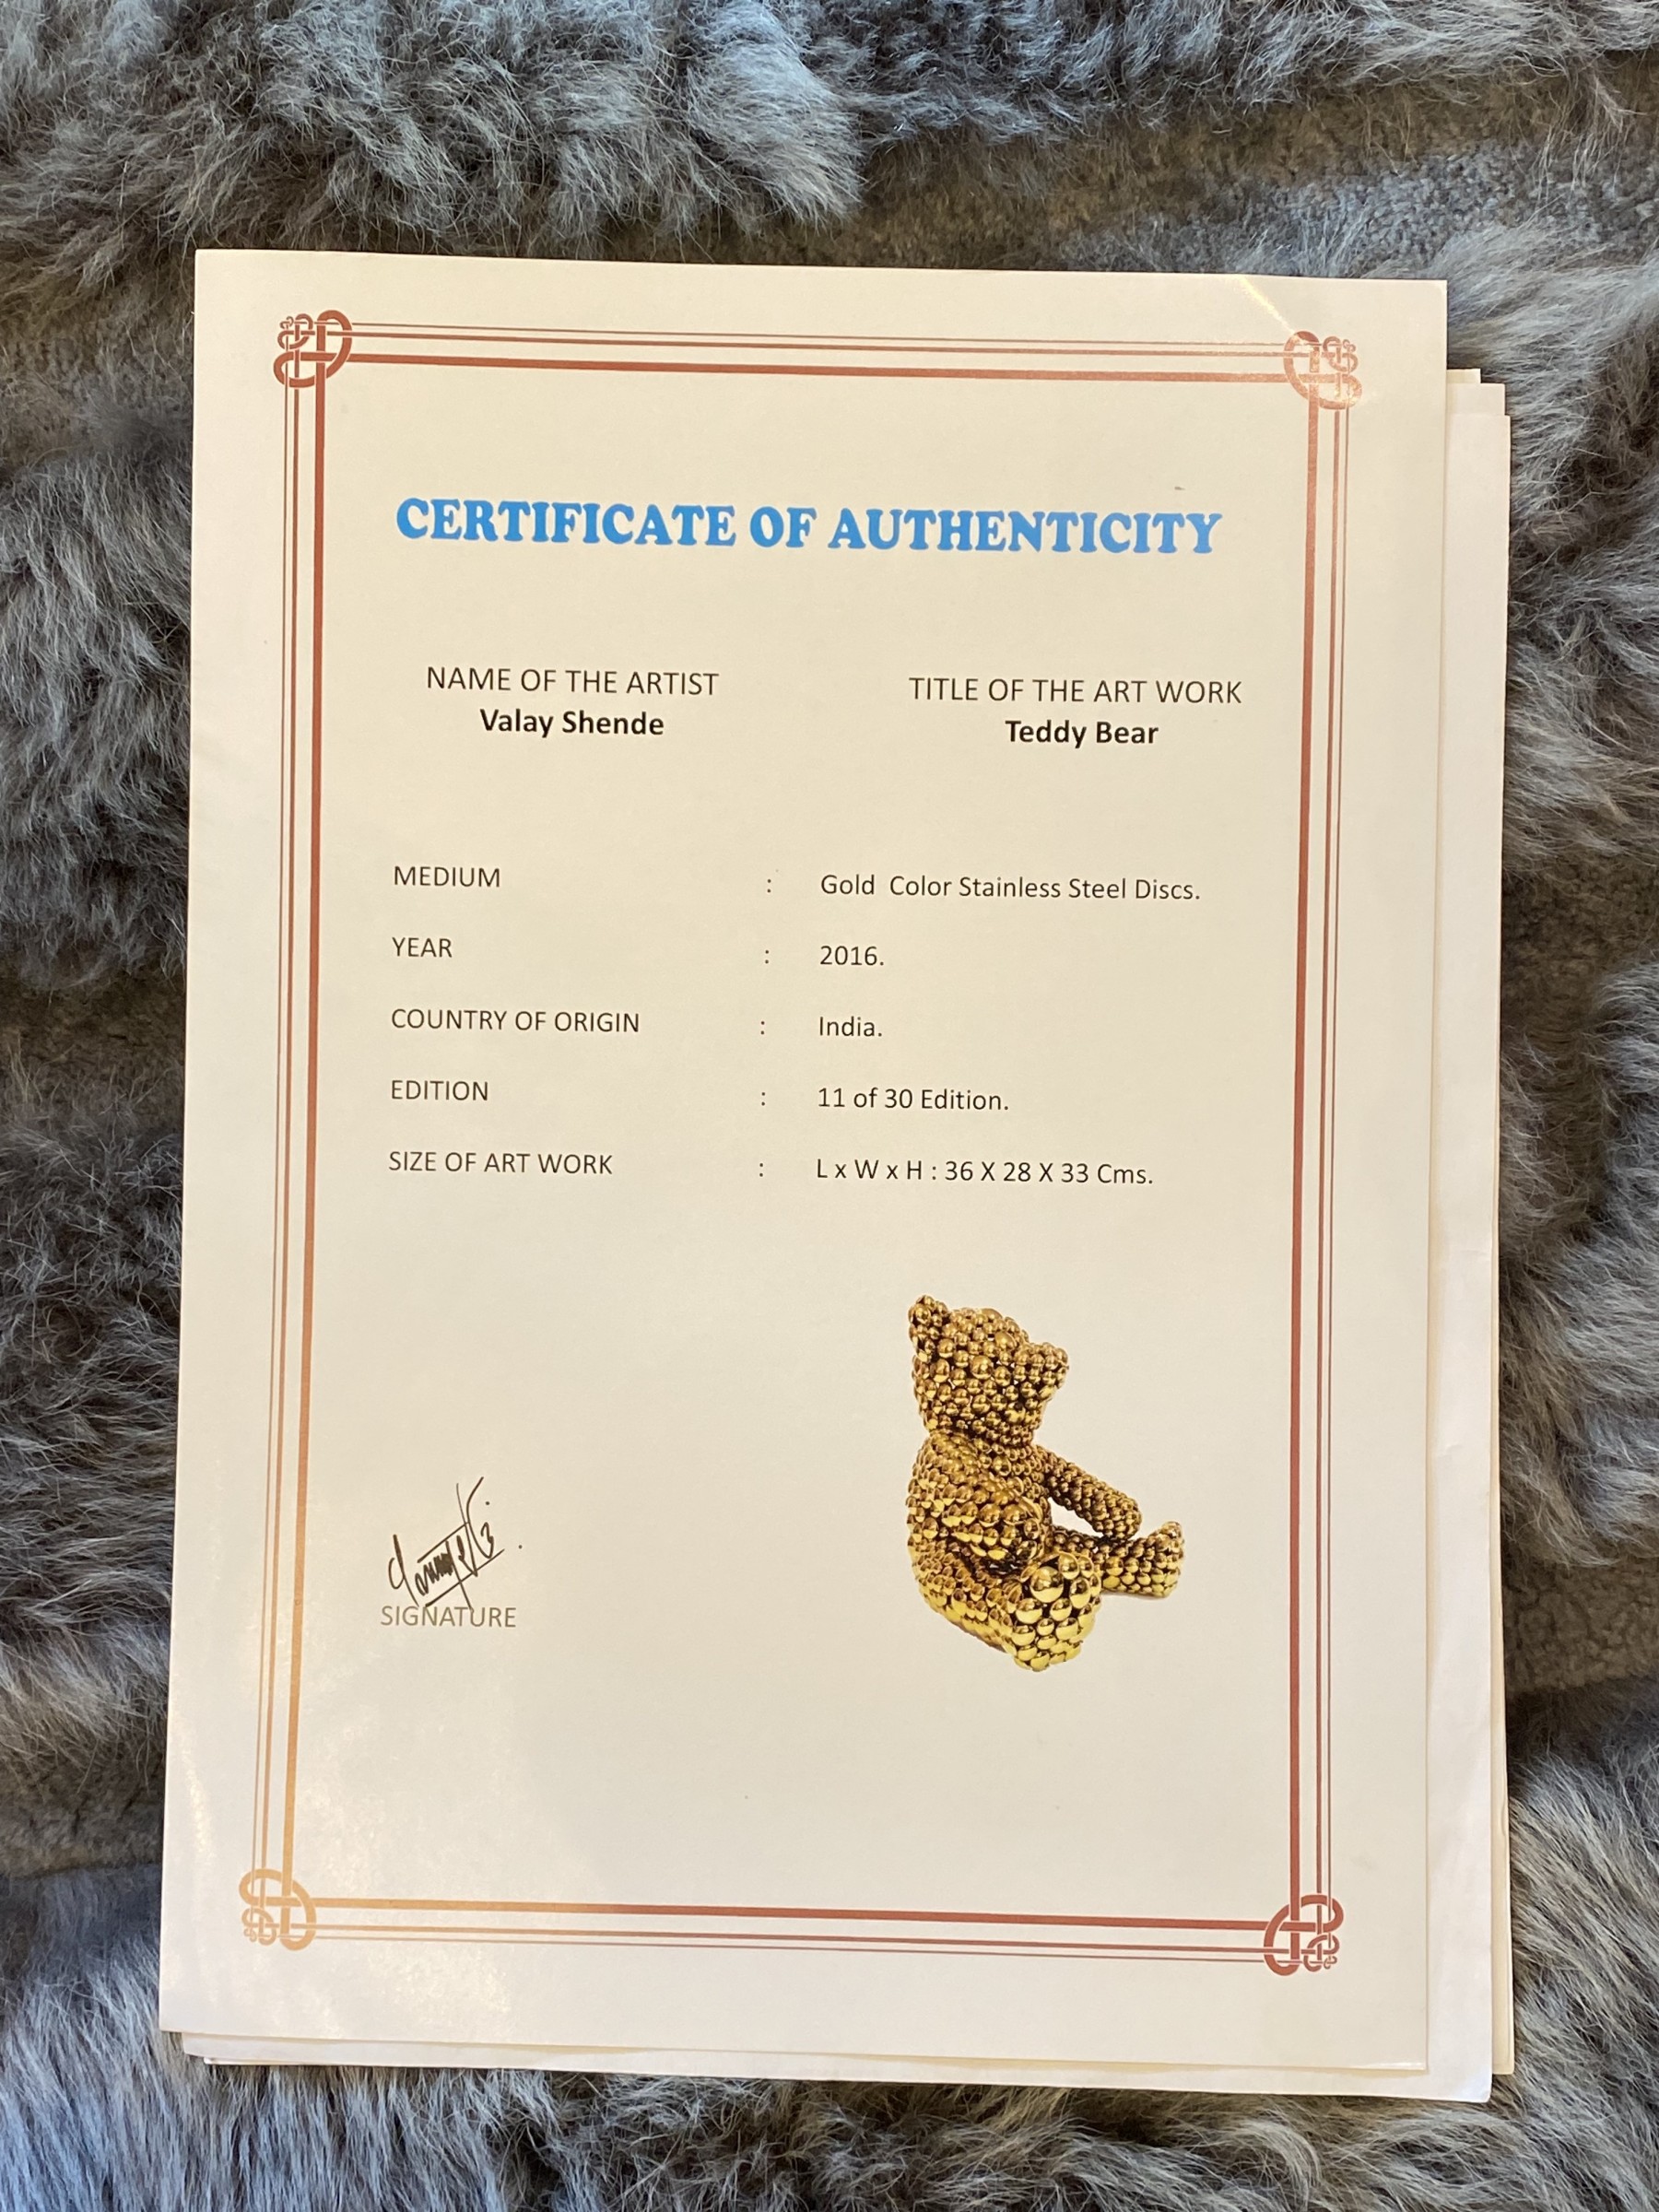 CERTIFICATE OF AUTHENTICITY
NAME OF THE ARTIST
Valay Shende
TITLE OF THE ART WORK
Teddy Bear
MEDIUM : Gold Color Stainless Steel Discs.
YEAR : 2016.
COUNTRY OF ORIGIN : India.
EDITION : 11 of 30 Edition.
SIZE OF ART WORK : L x W x H : 36 X 28 X 33 Cms.
SIGNATURE